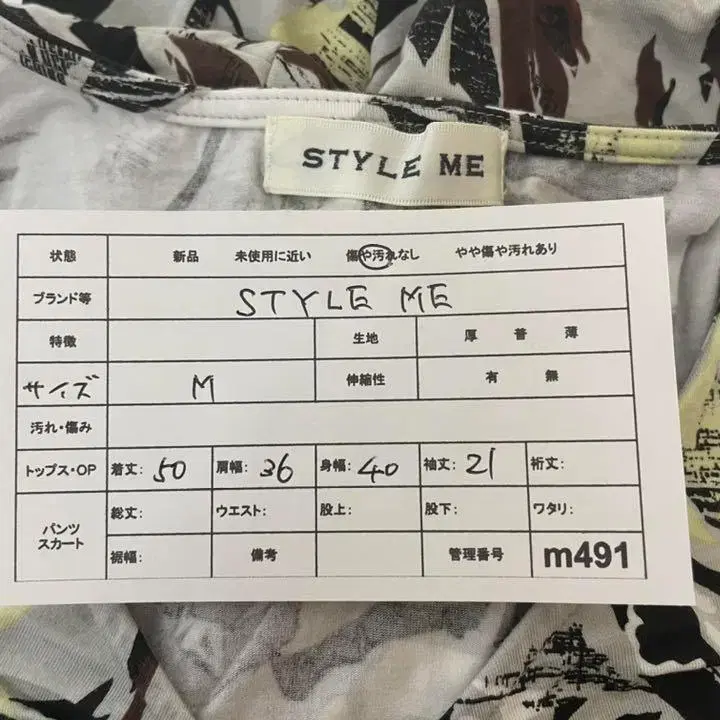 STYLE ME
状態 新品 未使用に近い 傷や汚れなし やや傷や汚れあり
ブランド等 STYLE ME
特徴 生地 厚 普 薄
サイズ M 伸縮性 有 無
汚れ・傷み
トップス・OP 着丈: 50 肩幅: 36 身幅: 40 袖丈: 21 裄丈:
パンツ スカート 総丈: ウエスト: 股上: 股下: ワタリ:
裾幅: 備考 管理番号 m491